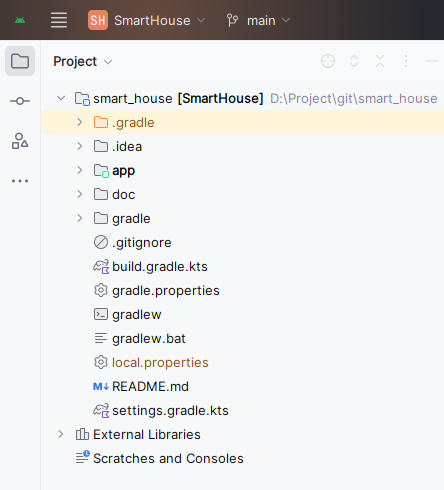 SH SmartHouse main
Project
smart_house [SmartHouse] D:\Project\git\smart_house
.gradle
.idea
app
doc
gradle
.gitignore
build.gradle.kts
gradle.properties
gradlew
gradlew.bat
local.properties
M↓ README.md
settings.gradle.kts
External Libraries
Scratches and Consoles